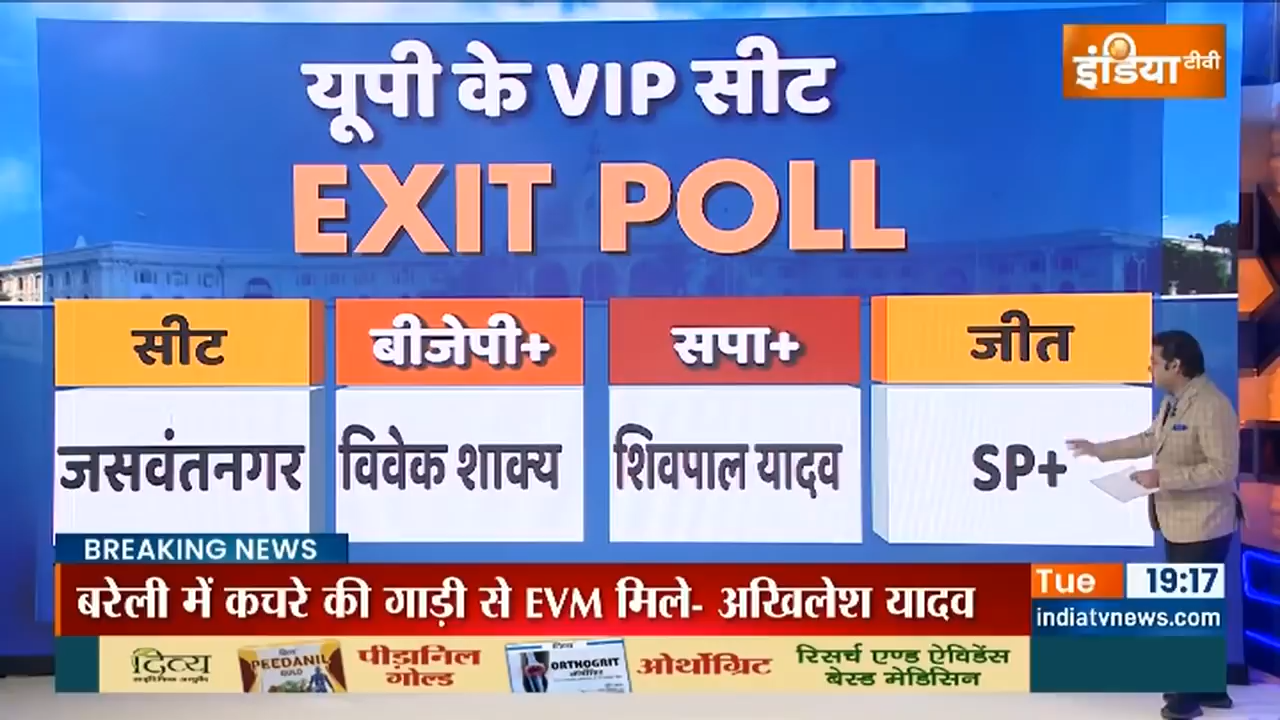 यूपी के VIP सीट
इंडिया टीवी
EXIT POLL
सीट बीजेपी+ सपा+ जीत
जसवंतनगर विवेक शाक्य शिवपाल यादव SP+
BREAKING NEWS
बरेली में कचरे की गाड़ी से EVM मिले- अखिलेश यादव
Tue 19:17
indiatvnews.com
दिव्य
PEEDANIL
GOLD
पीड़ानिल
गोल्ड
ORTHOGRIT
ऑर्थोग्रिट
रिसर्च एण्ड ऐविडेंस
बेस्ड मेडिसिन